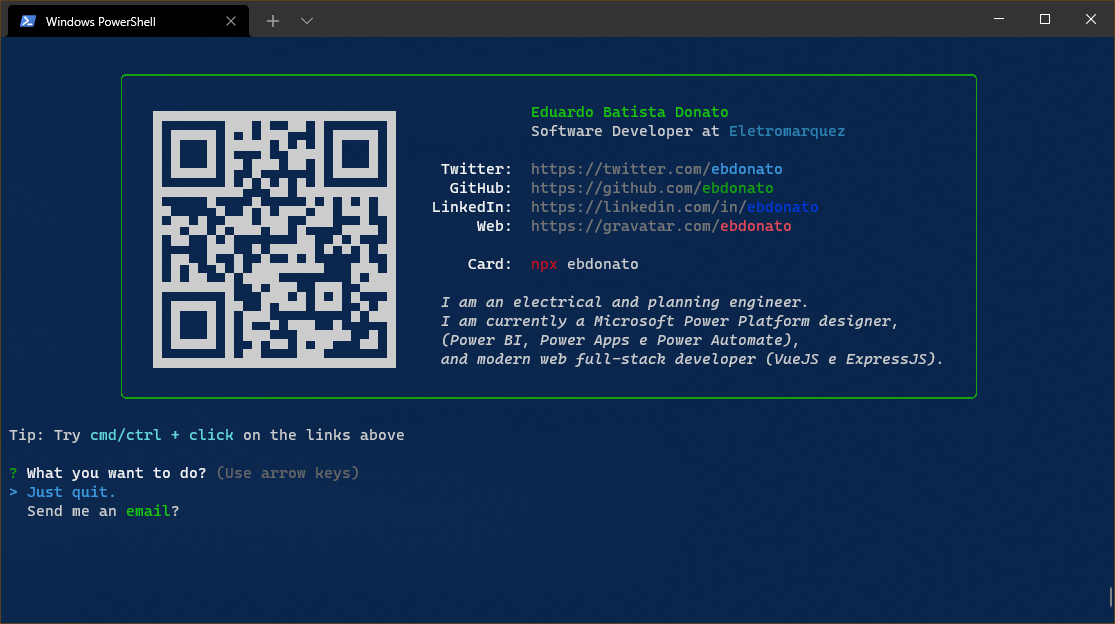 Windows PowerShell
Eduardo Batista Donato
Software Developer at Eletromarquez
Twitter: https://twitter.com/ebdonato
GitHub: https://github.com/ebdonato
LinkedIn: https://linkedin.com/in/ebdonato
Web: https://gravatar.com/ebdonato
Card: npx ebdonato
I am an electrical and planning engineer.
I am currently a Microsoft Power Platform designer,
(Power BI, Power Apps e Power Automate),
and modern web full-stack developer (VueJS e ExpressJS).
Tip: Try cmd/ctrl + click on the links above
? What you want to do? (Use arrow keys)
> Just quit.
Send me an email?